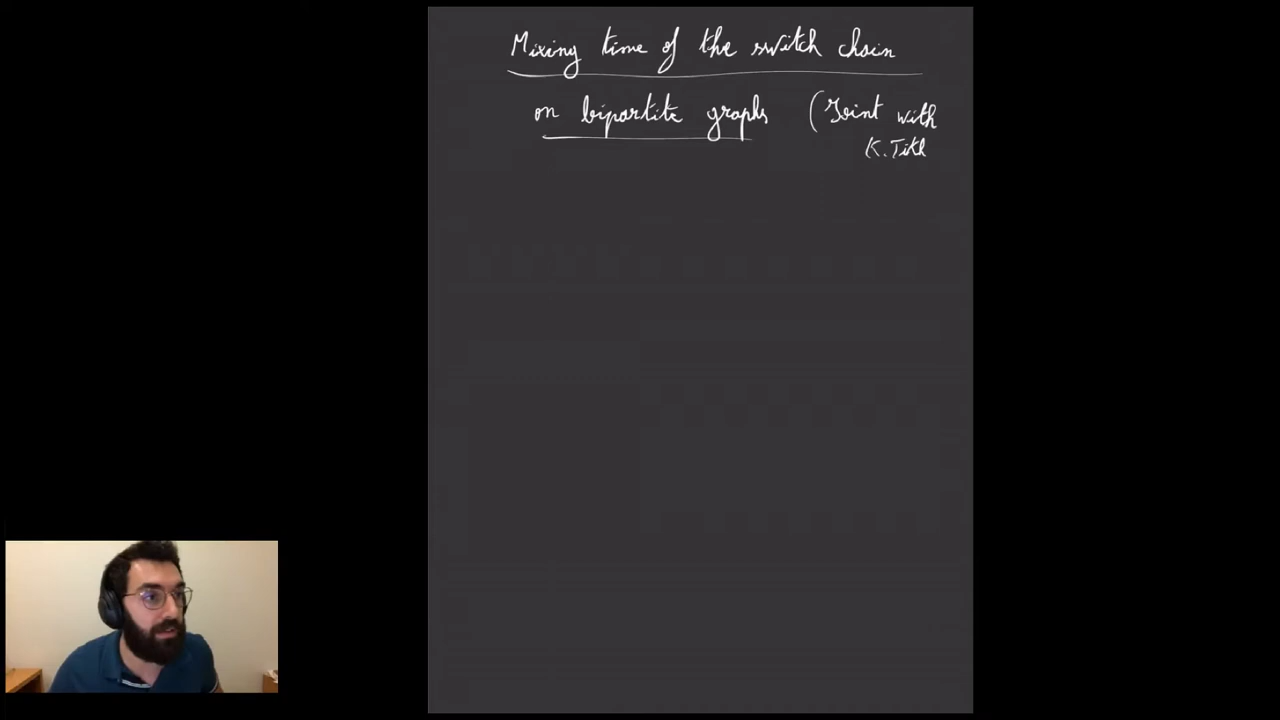 Mixing time of the switch chain
on bipartite graphs (Joint with
K. Tikh